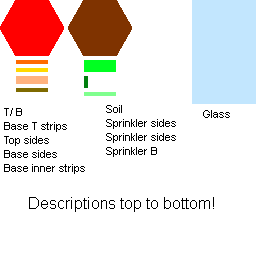 T/ B
Base T strips
Top sides
Base sides
Base inner strips
Soil
Sprinkler sides
Sprinkler sides
Sprinkler B
Glass
Descriptions top to bottom!